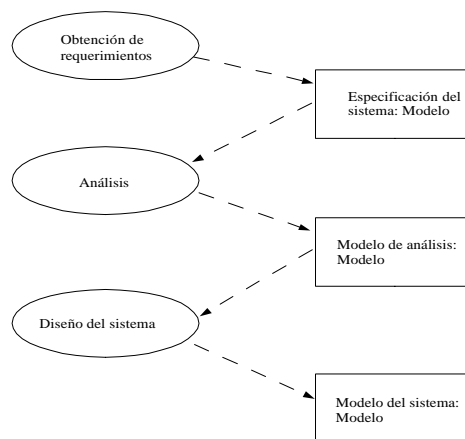 Obtención de
requerimientos
Especificación del
sistema: Modelo
Análisis
Modelo de análisis:
Modelo
Diseño del sistema
Modelo del sistema:
Modelo